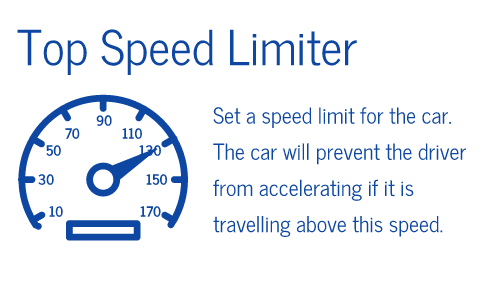 Top Speed Limiter
90
70 110
50 130
30 150
10 170
Set a speed limit for the car.
The car will prevent the driver
from accelerating if it is
travelling above this speed.